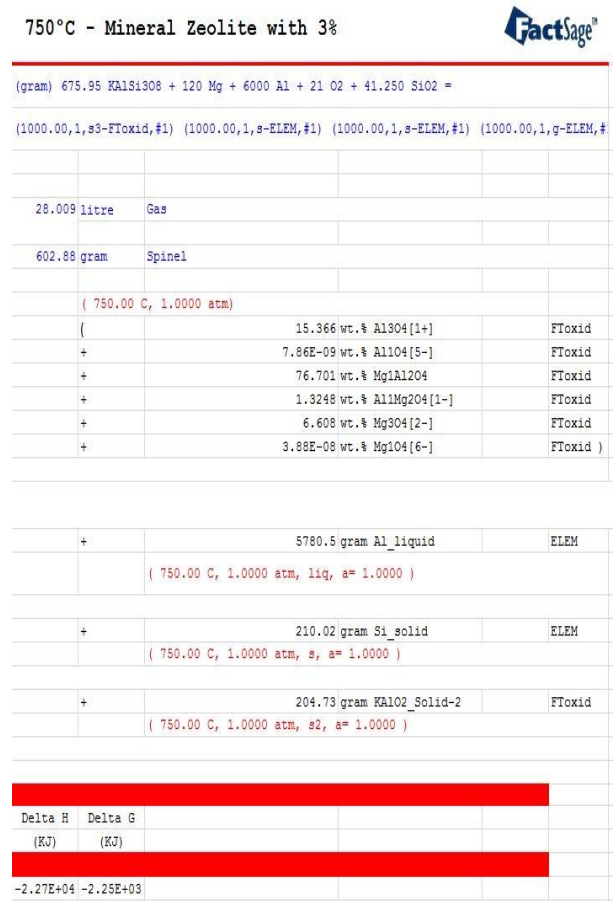 750°C - Mineral Zeolite with 3%
FactSage™
(gram) 675.95 KAlSi3O8 + 120 Mg + 6000 Al + 21 O2 + 41.250 SiO2 =
(1000.00,1,s3-FToxid,#1) (1000.00,1,s-ELEM,#1) (1000.00,1,s-ELEM,#1) (1000.00,1,g-ELEM,#
28.009 litre Gas
602.88 gram Spinel
( 750.00 C, 1.0000 atm)
( 15.366 wt.% Al3O4[1+] FToxid
+ 7.86E-09 wt.% Al1O4[5-] FToxid
+ 76.701 wt.% Mg1Al2O4 FToxid
+ 1.3248 wt.% Al1Mg2O4[1-] FToxid
+ 6.608 wt.% Mg3O4[2-] FToxid
+ 3.88E-08 wt.% Mg1O4[6-] FToxid )
+ 5780.5 gram Al_liquid ELEM
( 750.00 C, 1.0000 atm, liq, a= 1.0000 )
+ 210.02 gram Si_solid ELEM
( 750.00 C, 1.0000 atm, s, a= 1.0000 )
+ 204.73 gram KAlO2_Solid-2 FToxid
( 750.00 C, 1.0000 atm, s2, a= 1.0000 )
Delta H Delta G
(KJ) (KJ)
-2.27E+04 -2.25E+03